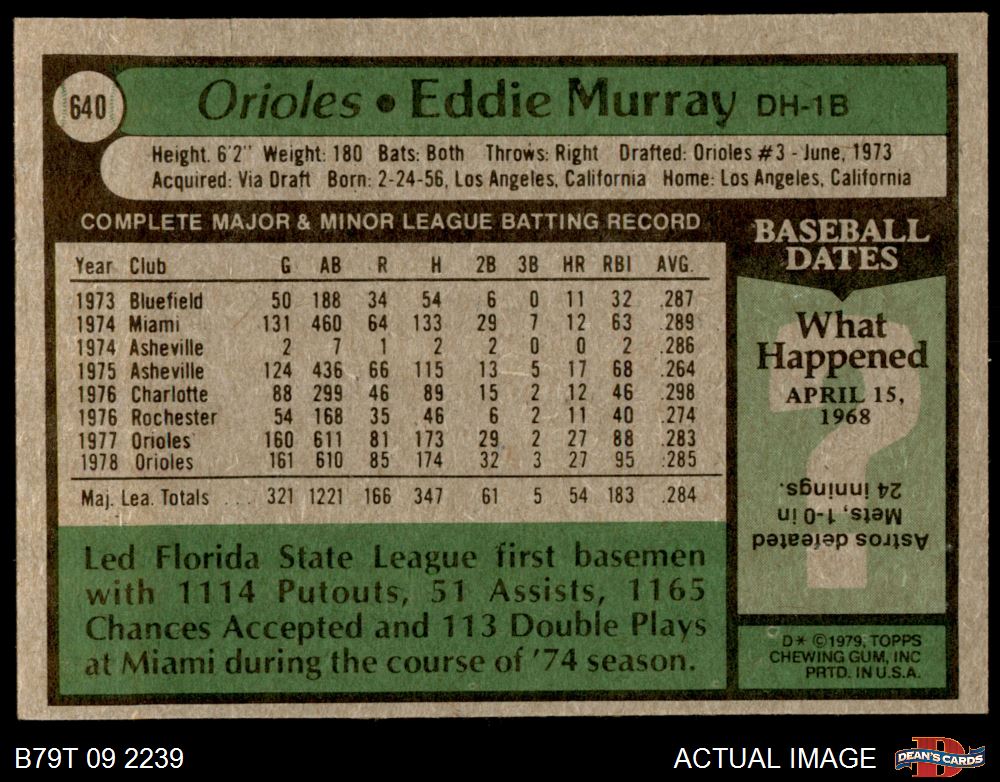 640
Orioles • Eddie Murray DH-1B
Height. 6'2" Weight: 180 Bats: Both Throws: Right Drafted: Orioles #3 - June, 1973
Acquired: Via Draft Born: 2-24-56, Los Angeles, California Home: Los Angeles, California
COMPLETE MAJOR & MINOR LEAGUE BATTING RECORD
Year Club G AB R H 2B 3B HR RBI AVG.
1973 Bluefield 50 188 34 54 6 0 11 32 .287
1974 Miami 131 460 64 133 29 7 12 63 .289
1974 Asheville 2 7 1 2 2 0 0 2 .286
1975 Asheville 124 436 66 115 13 5 17 68 .264
1976 Charlotte 88 299 46 89 15 2 12 46 .298
1976 Rochester 54 168 35 46 6 2 11 40 .274
1977 Orioles 160 611 81 173 29 2 27 88 .283
1978 Orioles 161 610 85 174 32 3 27 95 .285
Maj. Lea. Totals ... 321 1221 166 347 61 5 54 183 .284
Led Florida State League first basemen
with 1114 Putouts, 51 Assists, 1165
Chances Accepted and 113 Double Plays
at Miami during the course of '74 season.
BASEBALL
DATES
What
Happened
APRIL 15,
1968
?
Astros defeated
Mets, 1-0 in
24 innings.
D* ©1979, TOPPS
CHEWING GUM, INC
PRTD. IN U.S.A.
B79T 09 2239
ACTUAL IMAGE
D
DEAN'S CARDS